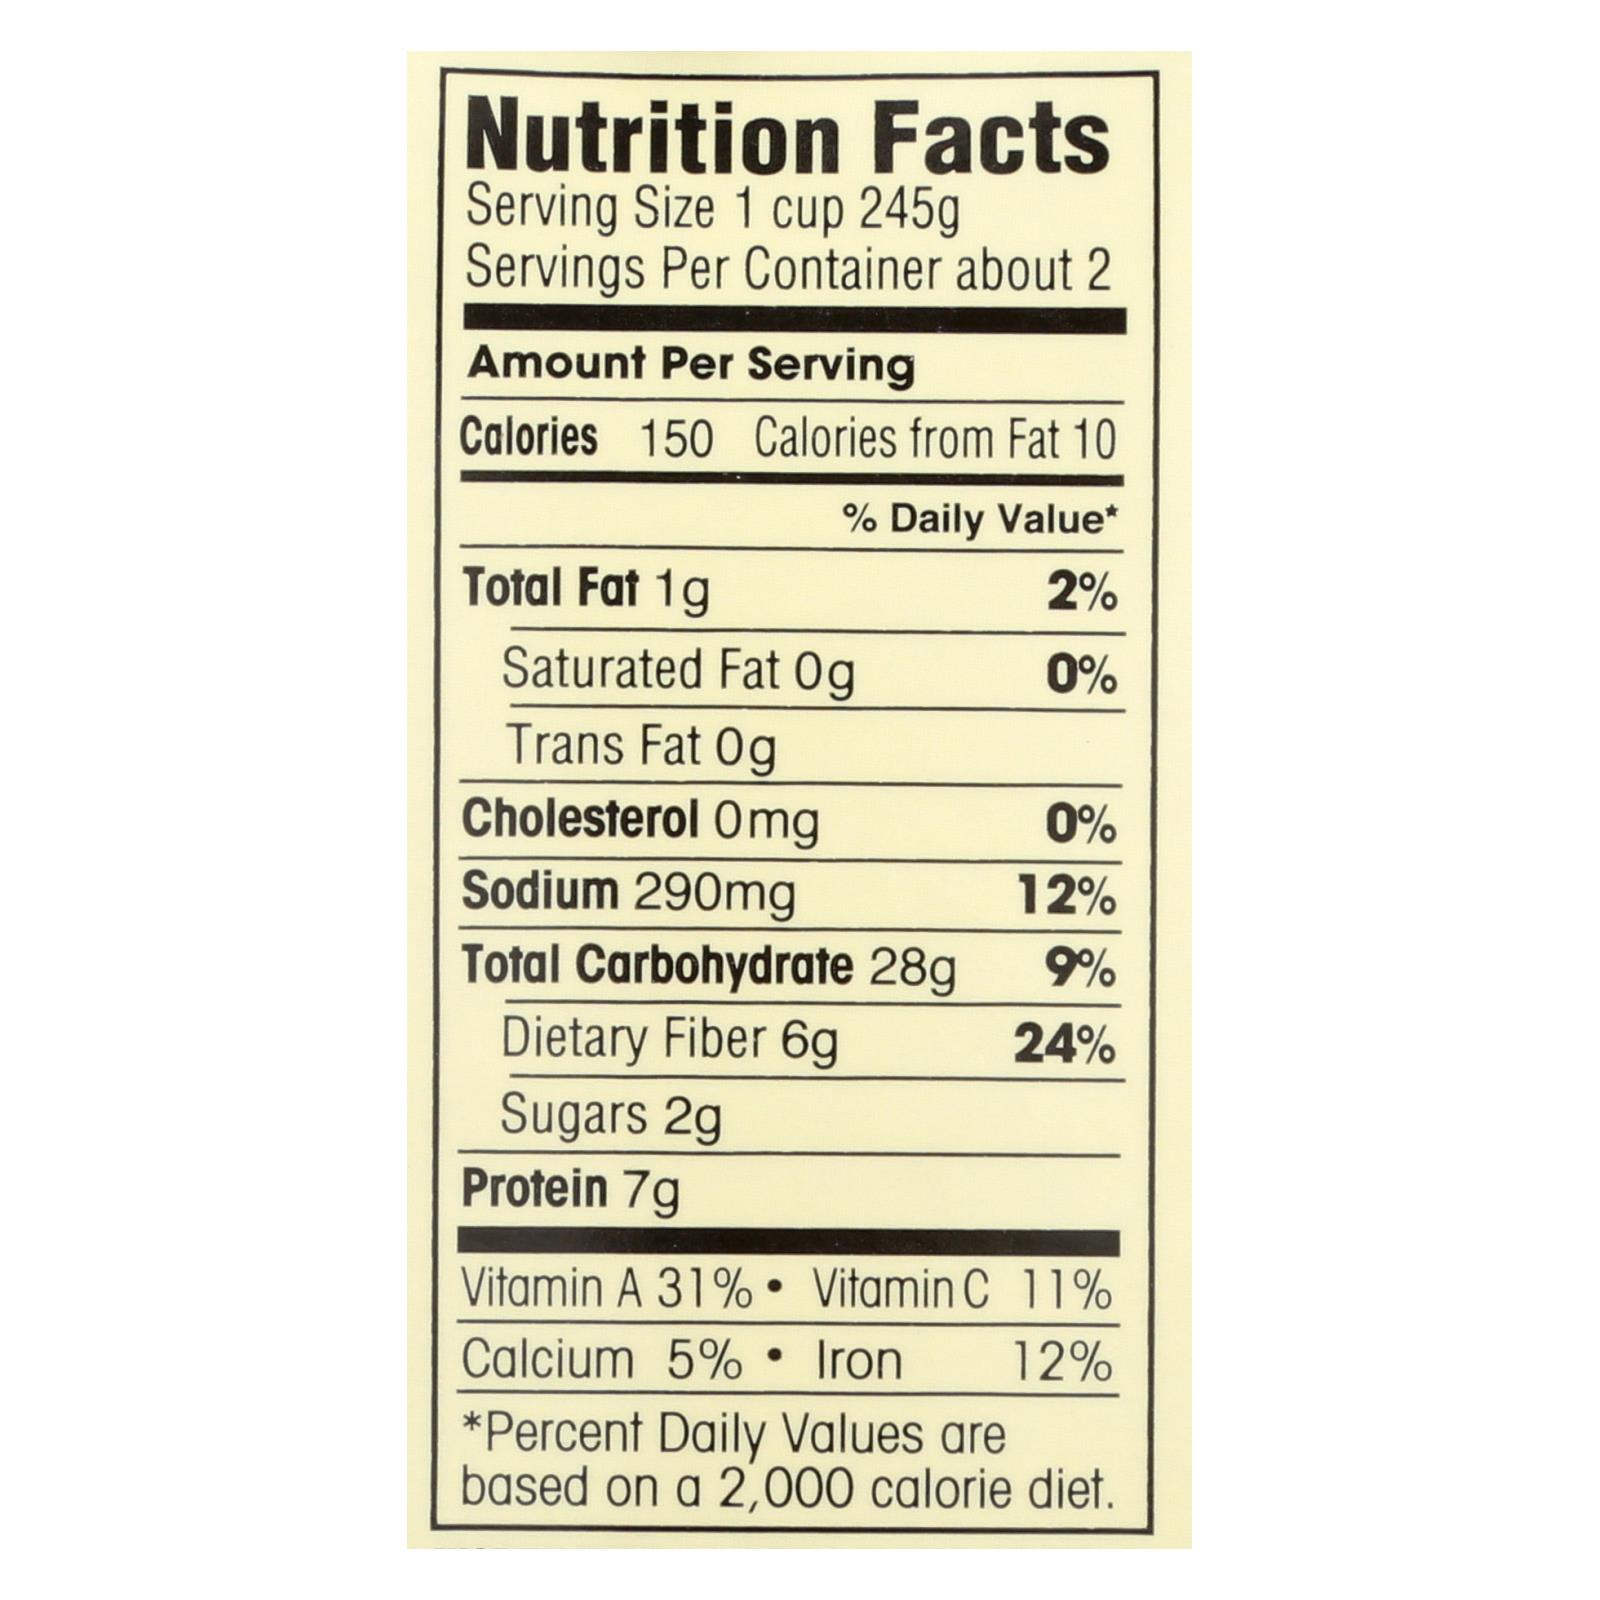 Nutrition Facts
Serving Size 1 cup 245g
Servings Per Container about 2
Amount Per Serving
Calories 150 Calories from Fat 10
% Daily Value*
Total Fat 1g 2%
Saturated Fat 0g 0%
Trans Fat 0g
Cholesterol 0mg 0%
Sodium 290mg 12%
Total Carbohydrate 28g 9%
Dietary Fiber 6g 24%
Sugars 2g
Protein 7g
Vitamin A 31% • Vitamin C 11%
Calcium 5% • Iron 12%
*Percent Daily Values are
based on a 2,000 calorie diet.